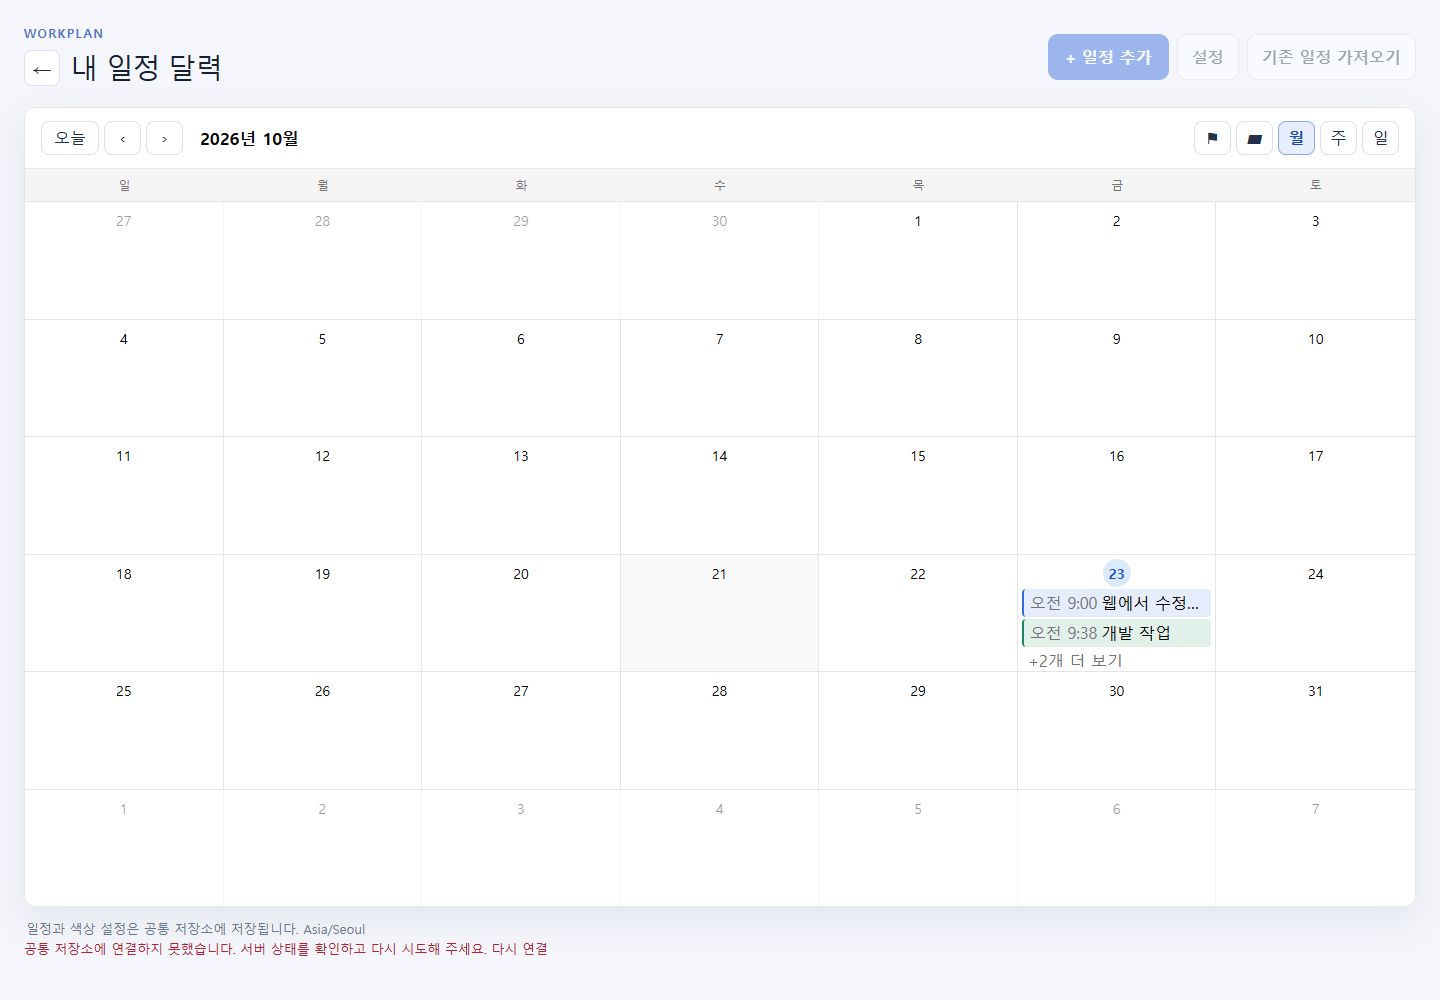 WORKPLAN
← 내 일정 달력
+ 일정 추가 설정 기존 일정 가져오기
오늘 ‹ › 2026년 10월 월 주 일
일 월 화 수 목 금 토
27 28 29 30 1 2 3
4 5 6 7 8 9 10
11 12 13 14 15 16 17
18 19 20 21 22 23 24
오전 9:00 웹에서 수정...
오전 9:38 개발 작업
+2개 더 보기
25 26 27 28 29 30 31
1 2 3 4 5 6 7
일정과 색상 설정은 공통 저장소에 저장됩니다. Asia/Seoul
공통 저장소에 연결하지 못했습니다. 서버 상태를 확인하고 다시 시도해 주세요. 다시 연결